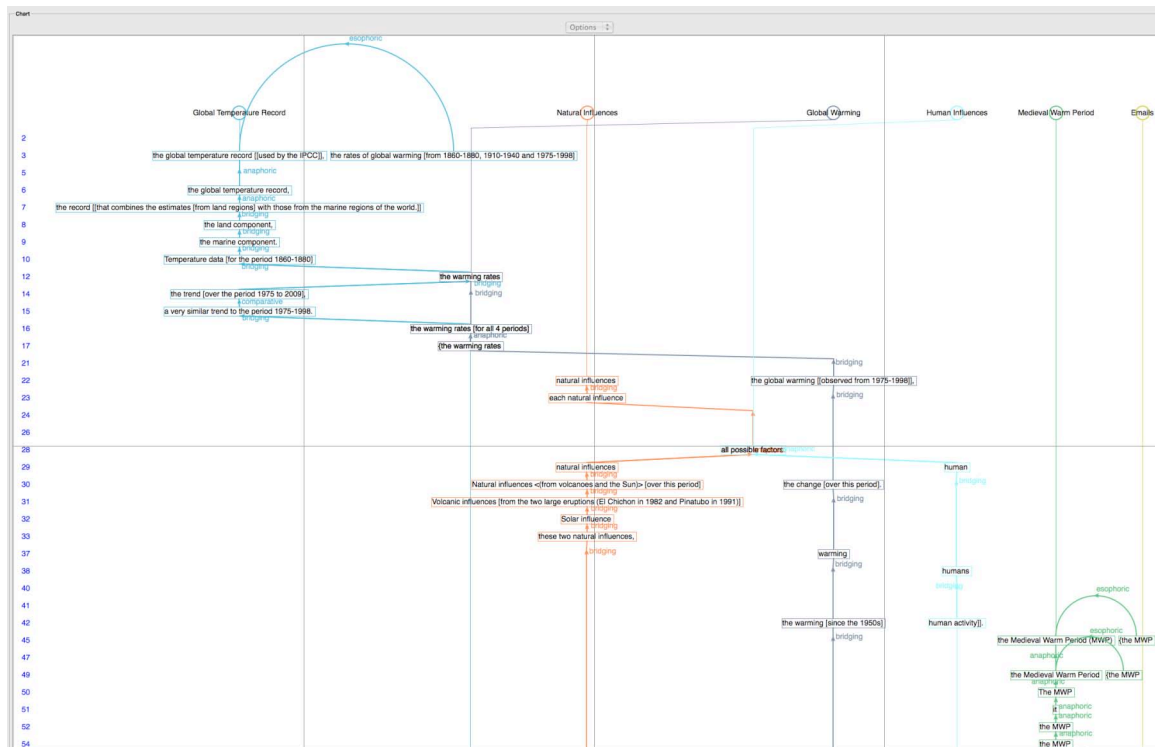 Chart
Options
esophoric
Global Temperature Record
Natural Influences
Global Warming
Human Influences
Medieval Warm Period
Emails
2
3
the global temperature record [[used by the IPCC]],
the rates of global warming [from 1860-1880, 1910-1940 and 1975-1998]
5
anaphoric
6
the global temperature record,
anaphoric
7
the record [[that combines the estimates [from land regions] with those from the marine regions of the world.]]
bridging
8
the land component,
bridging
9
the marine component.
bridging
10
Temperature data [for the period 1860-1880]
bridging
12
the warming rates
bridging
bridging
14
the trend [over the period 1975 to 2009],
comparative
15
a very similar trend to the period 1975-1998.
bridging
16
the warming rates [for all 4 periods]
anaphoric
17
{the warming rates
21
bridging
22
natural influences
the global warming [[observed from 1975-1998]],
bridging
23
each natural influence
bridging
24
26
28
all possible factors
29
natural influences
human
bridging
30
Natural influences <(from volcanoes and the Sun)> [over this period]
the change [over this period].
bridging
bridging
31
Volcanic influences [from the two large eruptions (El Chichon in 1982 and Pinatubo in 1991)]
bridging
bridging
32
Solar influence
bridging
33
these two natural influences,
bridging
37
warming
38
bridging
humans
40
bridging
esophoric
41
42
the warming [since the 1950s]
human activity]].
esophoric
45
bridging
the Medieval Warm Period (MWP)
{the MWP
47
anaphoric
49
the Medieval Warm Period
{the MWP
anaphoric
50
The MWP
anaphoric
51
it
anaphoric
52
the MWP
anaphoric
54
the MWP